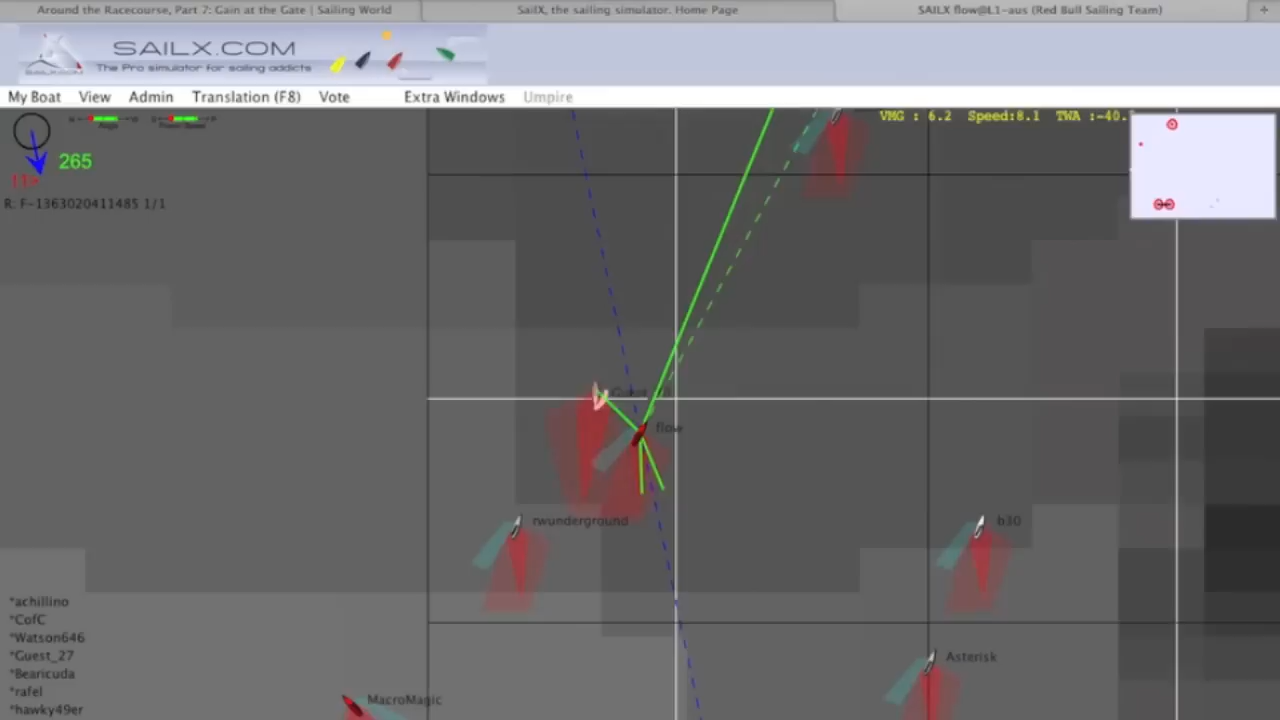 Around the Racecourse, Part 7: Gain at the Gate | Sailing World
SailX, the sailing simulator. Home Page
SAILX flow@L1-aus (Red Bull Sailing Team)
SAILX.COM
The Pro simulator for sailing addicts
My Boat View Admin Translation (F8) Vote Extra Windows Umpire
VMG : 6.2 Speed:8.1 TWA :-40.
265
R: F-1363020411485 1/1
flow
rwunderground
b30
*achillino
*CofC
*Watson646
*Guest_27
*Bearicuda
*rafel
*hawky49er
Asterisk
MacroMagic